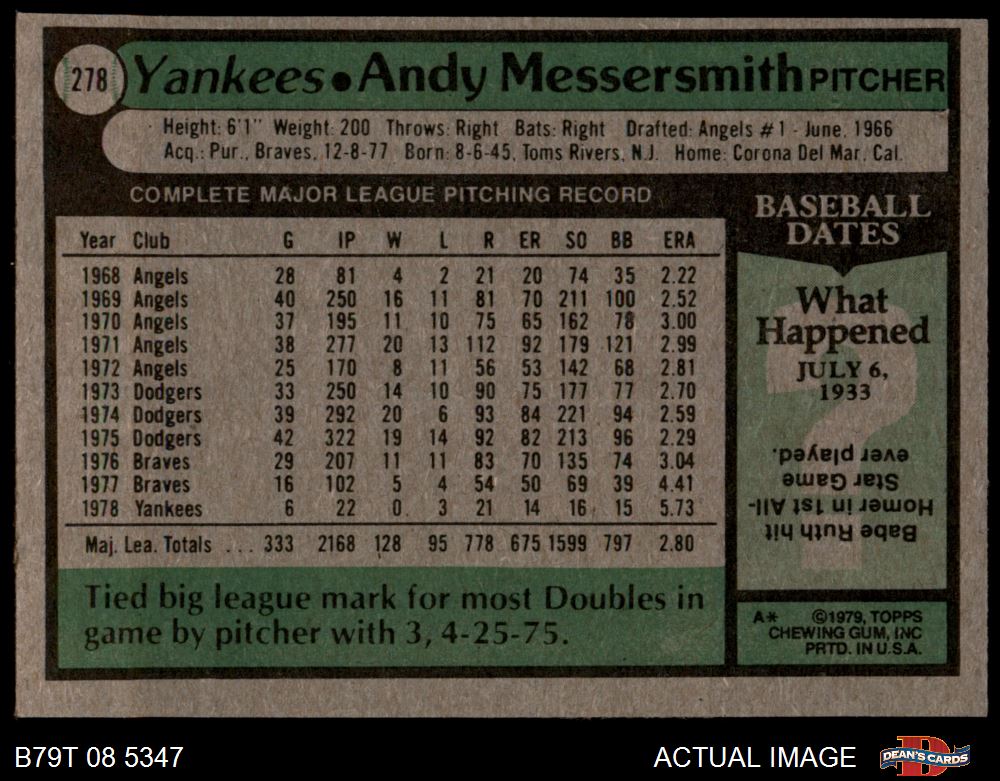 278 Yankees • Andy Messersmith PITCHER
Height: 6'1" Weight: 200 Throws: Right Bats: Right Drafted: Angels #1 - June, 1966
Acq.: Pur., Braves, 12-8-77 Born: 8-6-45, Toms Rivers, N.J. Home: Corona Del Mar, Cal.
COMPLETE MAJOR LEAGUE PITCHING RECORD
Year Club G IP W L R ER SO BB ERA
1968 Angels 28 81 4 2 21 20 74 35 2.22
1969 Angels 40 250 16 11 81 70 211 100 2.52
1970 Angels 37 195 11 10 75 65 162 78 3.00
1971 Angels 38 277 20 13 112 92 179 121 2.99
1972 Angels 25 170 8 11 56 53 142 68 2.81
1973 Dodgers 33 250 14 10 90 75 177 77 2.70
1974 Dodgers 39 292 20 6 93 84 221 94 2.59
1975 Dodgers 42 322 19 14 92 82 213 96 2.29
1976 Braves 29 207 11 11 83 70 135 74 3.04
1977 Braves 16 102 5 4 54 50 69 39 4.41
1978 Yankees 6 22 0 3 21 14 16 15 5.73
Maj. Lea. Totals ... 333 2168 128 95 778 675 1599 797 2.80
Tied big league mark for most Doubles in
game by pitcher with 3, 4-25-75.
BASEBALL
DATES
What
Happened
JULY 6,
1933
?
Babe Ruth hit
Homer in 1st All-
Star Game
ever played.
A* ©1979, TOPPS
CHEWING GUM, INC
PRTD. IN U.S.A.
B79T 08 5347
ACTUAL IMAGE
D
DEAN'S CARDS